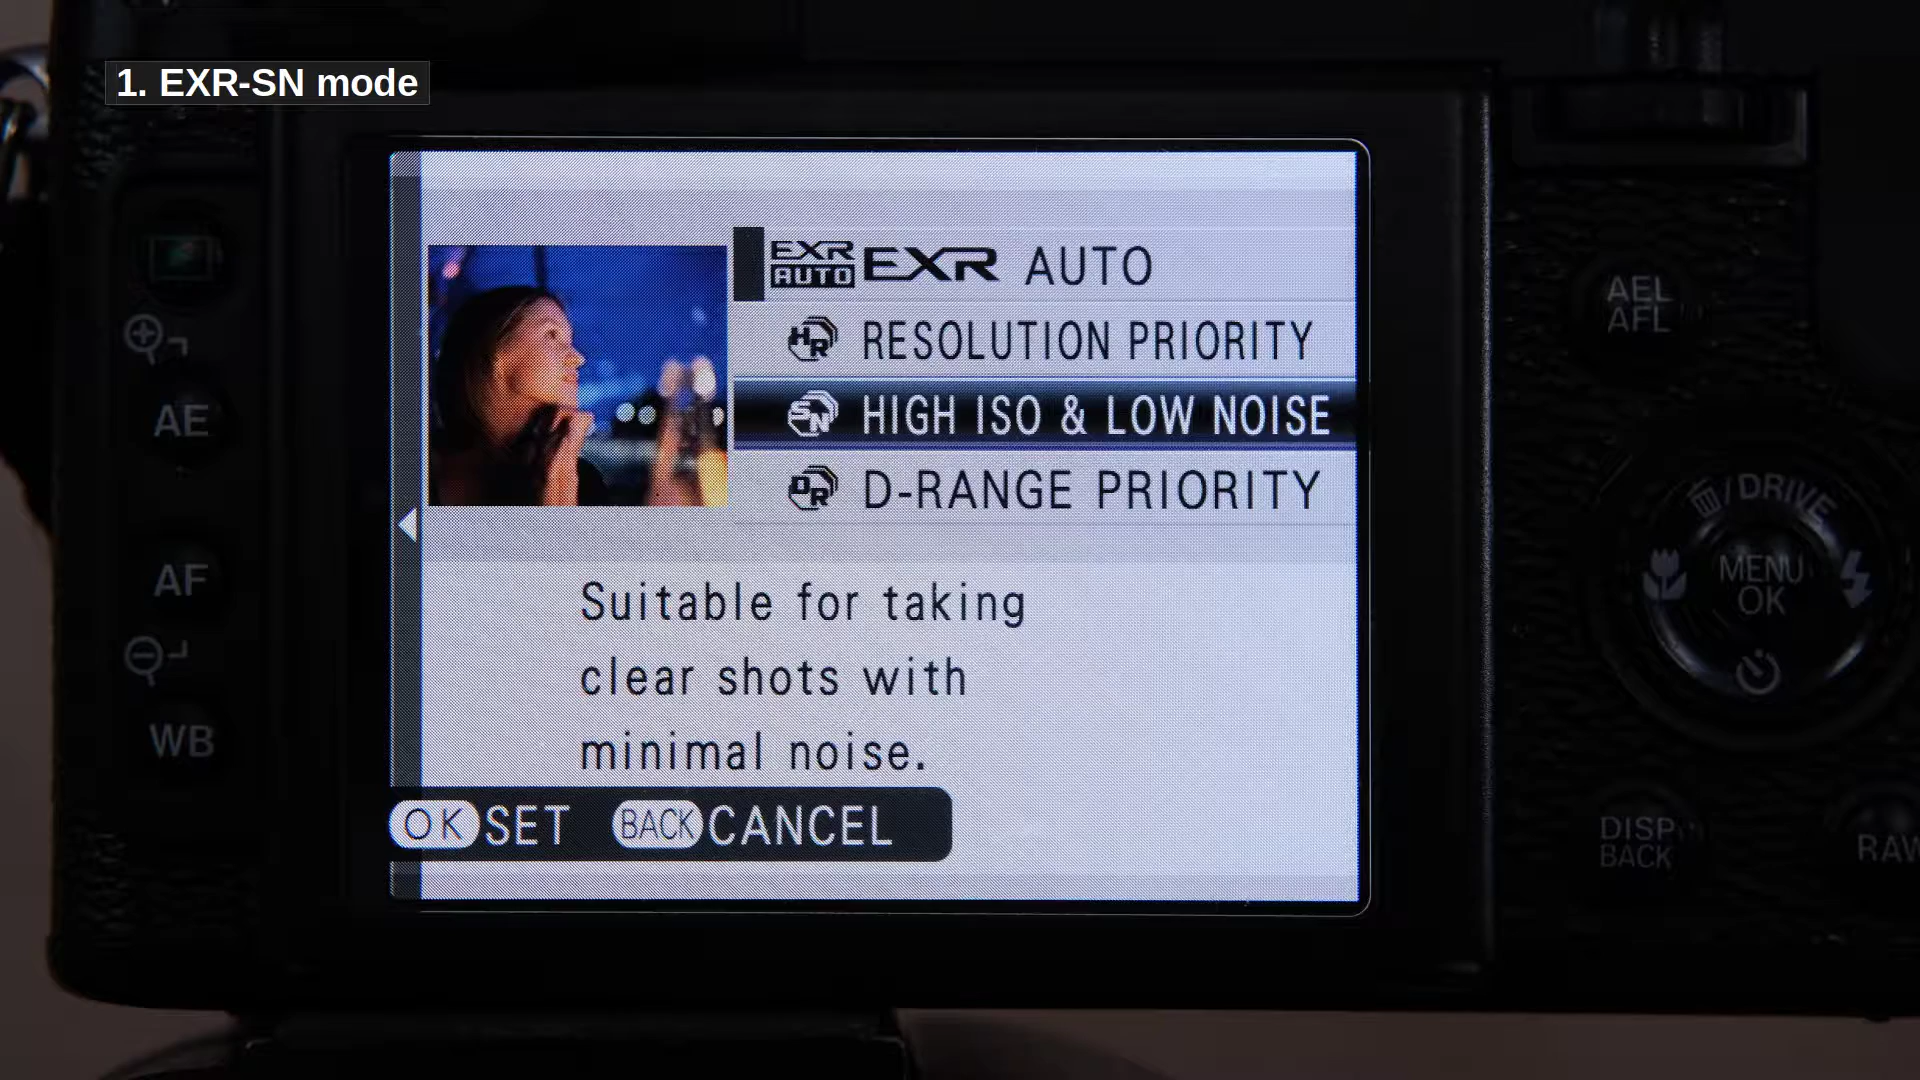 1. EXR-SN mode
EXR AUTO EXR AUTO
HR RESOLUTION PRIORITY
SN HIGH ISO & LOW NOISE
DR D-RANGE PRIORITY
Suitable for taking
clear shots with
minimal noise.
OK SET BACK CANCEL
AE
AF
WB
AEL
AFL
/DRIVE
MENU
OK
DISP
BACK
RAW